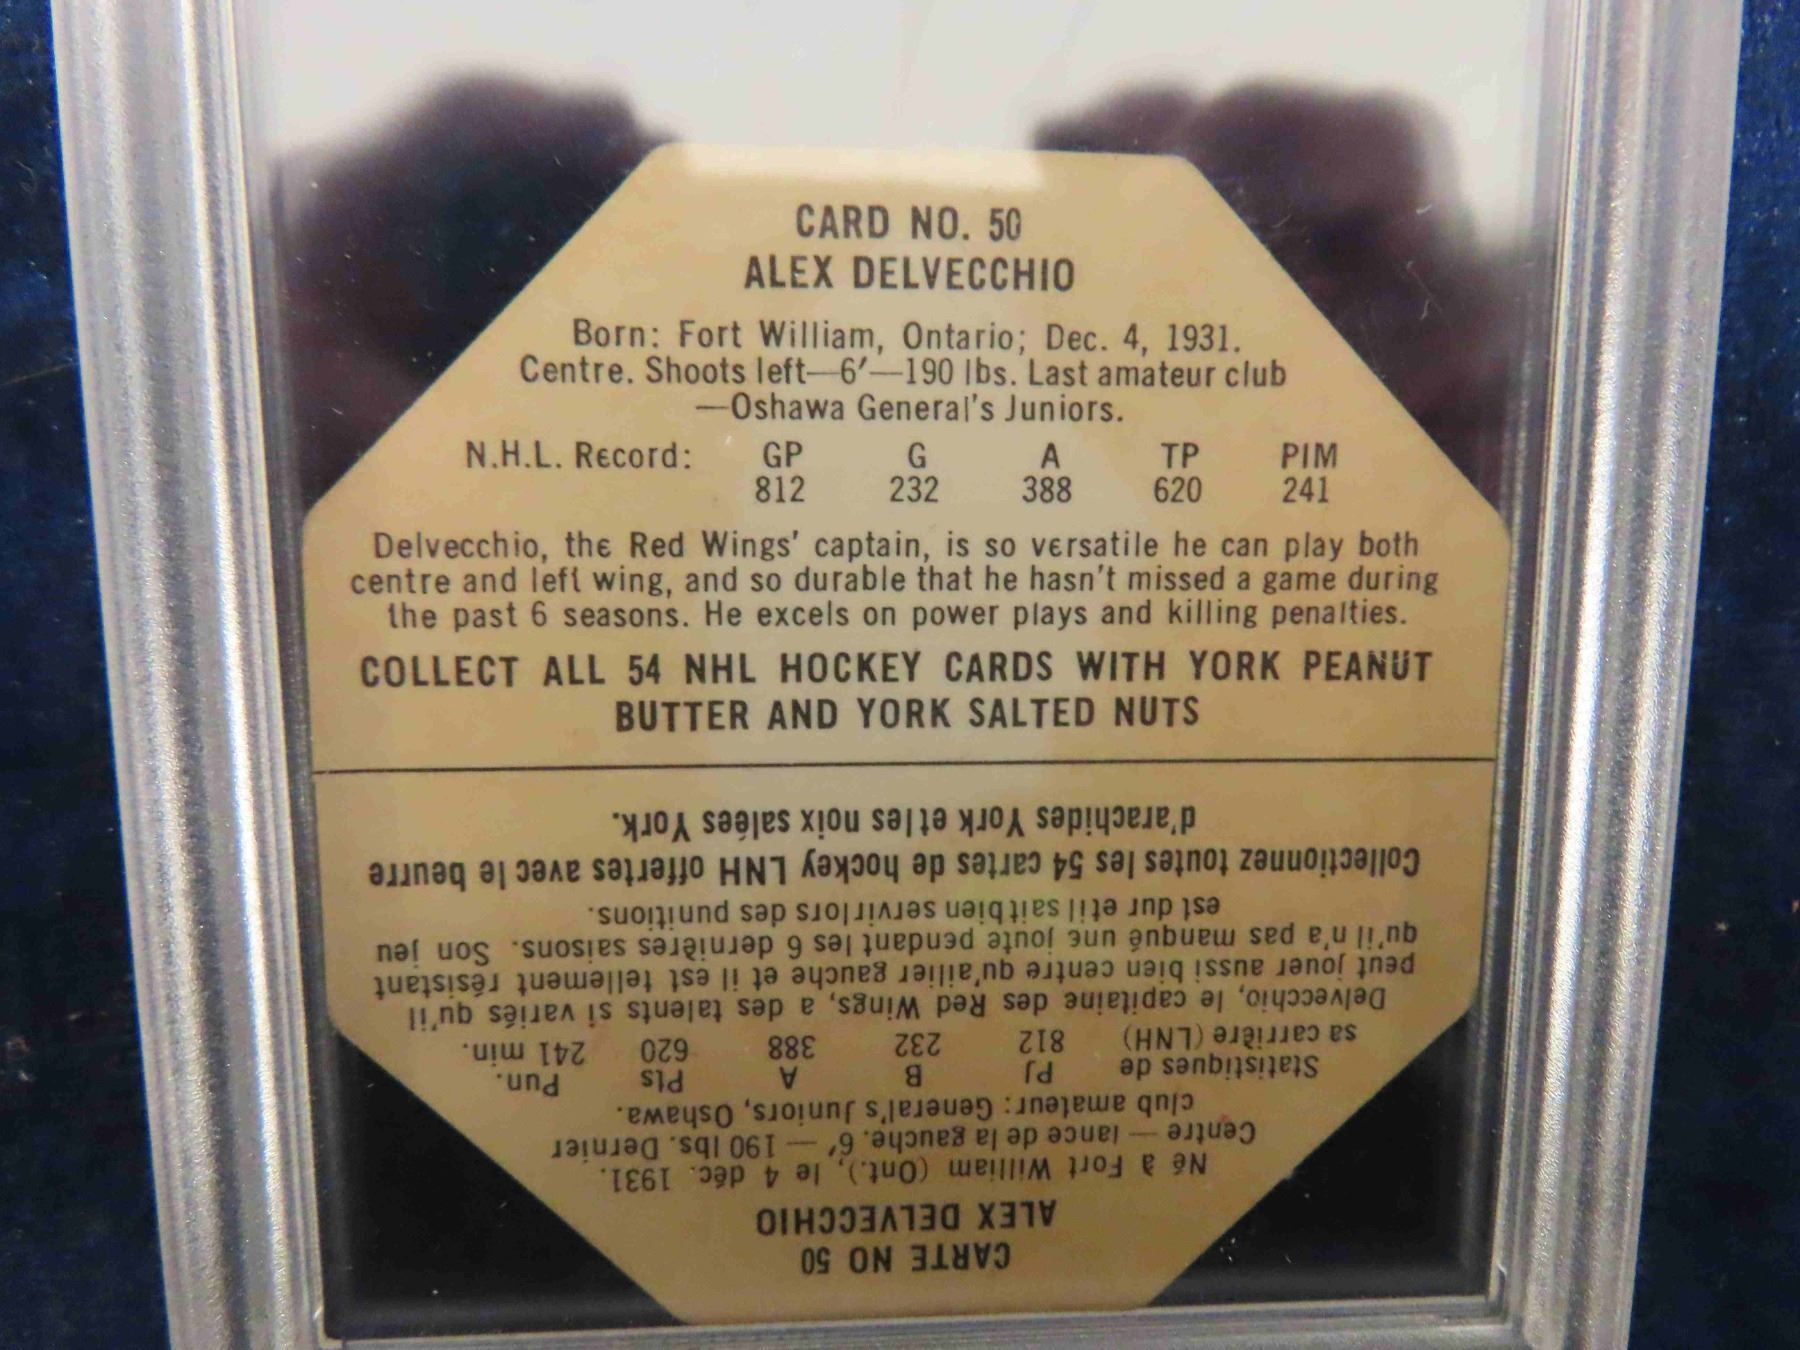 CARD NO. 50
ALEX DELVECCHIO
Born: Fort William, Ontario; Dec. 4, 1931.
Centre. Shoots left—6′—190 lbs. Last amateur club
—Oshawa General's Juniors.
N.H.L. Record: GP G A TP PIM
812 232 388 620 241
Delvecchio, the Red Wings' captain, is so versatile he can play both
centre and left wing, and so durable that he hasn't missed a game during
the past 6 seasons. He excels on power plays and killing penalties.
COLLECT ALL 54 NHL HOCKEY CARDS WITH YORK PEANUT
BUTTER AND YORK SALTED NUTS
CARTE NO 50
ALEX DELVECCHIO
Né à Fort William (Ont.), le 4 déc. 1931.
Centre — lance de la gauche. 6′ — 190 lbs. Dernier
club amateur: General's Juniors, Oshawa.
Statistiques de PJ B A Pts Pun.
sa carrière (LNH) 812 232 388 620 241 min.
Delvecchio, le capitaine des Red Wings, a des talents si variés qu'il
peut jouer aussi bien centre qu'ailier gauche et il est tellement résistant
qu'il n'a pas manqué une joute pendant les 6 dernières saisons. Son jeu
est dur et il sait bien servir lors des punitions.
Collectionnez toutes les 54 cartes de hockey LNH offertes avec le beurre
d'arachides York et les noix salées York.